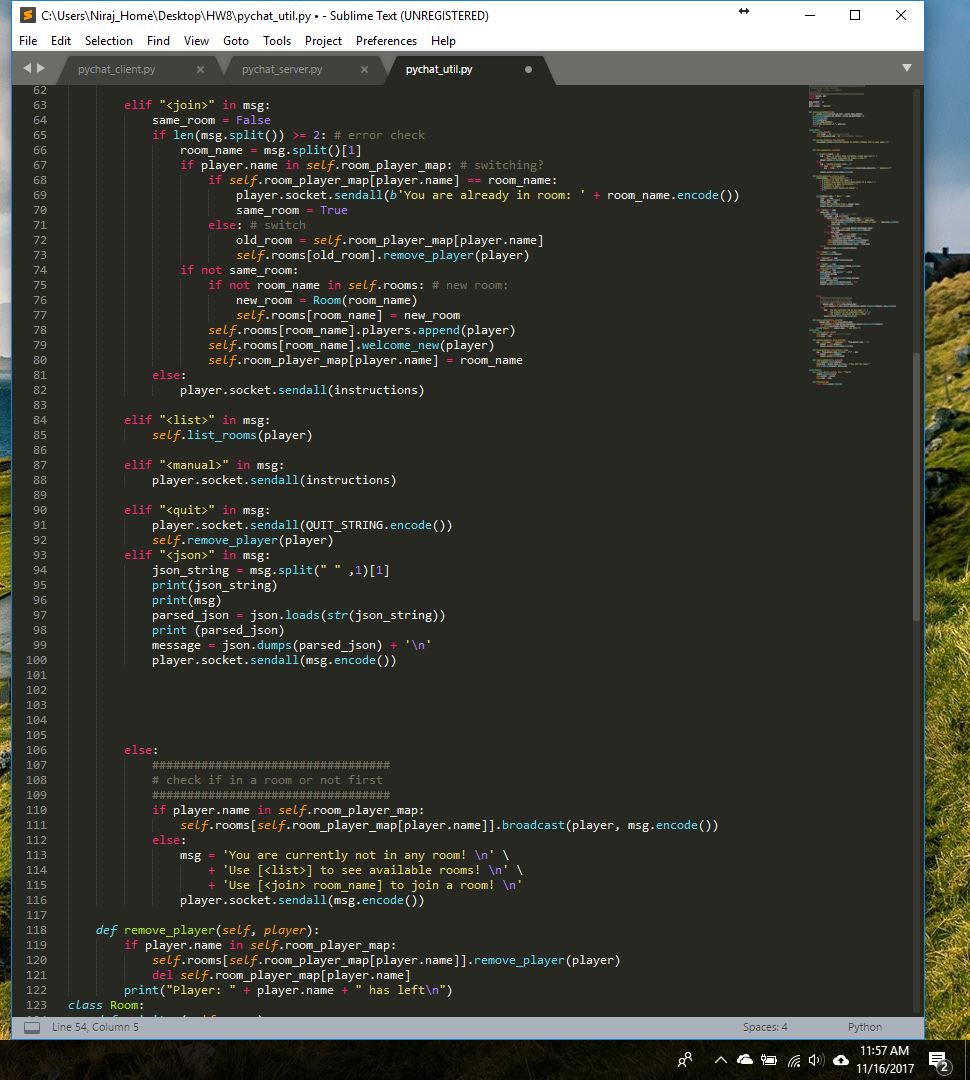 C:\Users\Niraj_Home\Desktop\HW8\pychat_util.py • - Sublime Text (UNREGISTERED)
File Edit Selection Find View Goto Tools Project Preferences Help
pychat_client.py × pychat_server.py × pychat_util.py
62
63 elif "<join>" in msg:
64 same_room = False
65 if len(msg.split()) >= 2: # error check
66 room_name = msg.split()[1]
67 if player.name in self.room_player_map: # switching?
68 if self.room_player_map[player.name] == room_name:
69 player.socket.sendall(b'You are already in room: ' + room_name.encode())
70 same_room = True
71 else: # switch
72 old_room = self.room_player_map[player.name]
73 self.rooms[old_room].remove_player(player)
74 if not same_room:
75 if not room_name in self.rooms: # new room:
76 new_room = Room(room_name)
77 self.rooms[room_name] = new_room
78 self.rooms[room_name].players.append(player)
79 self.rooms[room_name].welcome_new(player)
80 self.room_player_map[player.name] = room_name
81 else:
82 player.socket.sendall(instructions)
83
84 elif "<list>" in msg:
85 self.list_rooms(player)
86
87 elif "<manual>" in msg:
88 player.socket.sendall(instructions)
89
90 elif "<quit>" in msg:
91 player.socket.sendall(QUIT_STRING.encode())
92 self.remove_player(player)
93 elif "<json>" in msg:
94 json_string = msg.split(" " ,1)[1]
95 print(json_string)
96 print(msg)
97 parsed_json = json.loads(str(json_string))
98 print (parsed_json)
99 message = json.dumps(parsed_json) + '\n'
100 player.socket.sendall(msg.encode())
101
102
103
104
105
106 else:
107 ##################################
108 # check if in a room or not first
109 ##################################
110 if player.name in self.room_player_map:
111 self.rooms[self.room_player_map[player.name]].broadcast(player, msg.encode())
112 else:
113 msg = 'You are currently not in any room! \n' \
114 + 'Use [<list>] to see available rooms! \n' \
115 + 'Use [<join> room_name] to join a room! \n'
116 player.socket.sendall(msg.encode())
117
118 def remove_player(self, player):
119 if player.name in self.room_player_map:
120 self.rooms[self.room_player_map[player.name]].remove_player(player)
121 del self.room_player_map[player.name]
122 print("Player: " + player.name + " has left\n")
123 class Room:
Line 54, Column 5 Spaces: 4 Python
11:57 AM
11/16/2017
2